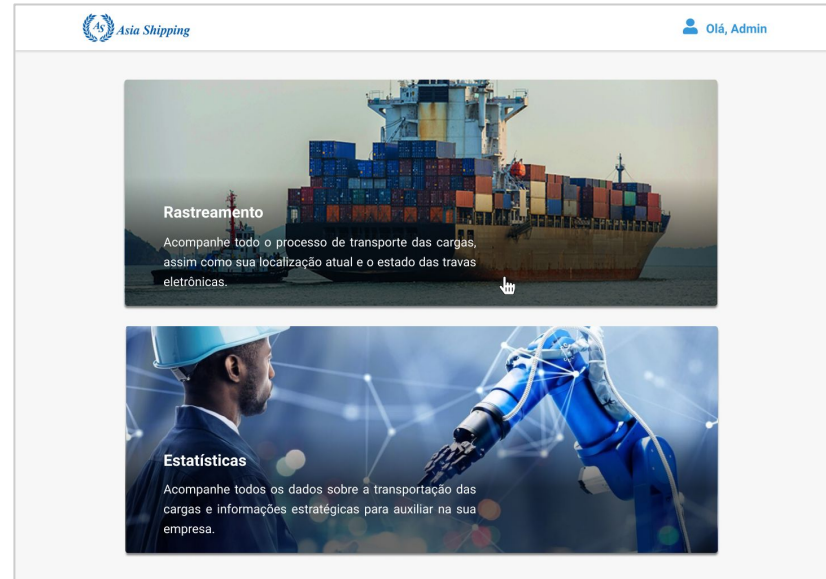 AS Asia Shipping
Olá, Admin
Rastreamento
Acompanhe todo o processo de transporte das cargas,
assim como sua localização atual e o estado das travas
eletrônicas.
Estatísticas
Acompanhe todos os dados sobre a transportação das
cargas e informações estratégicas para auxiliar na sua
empresa.